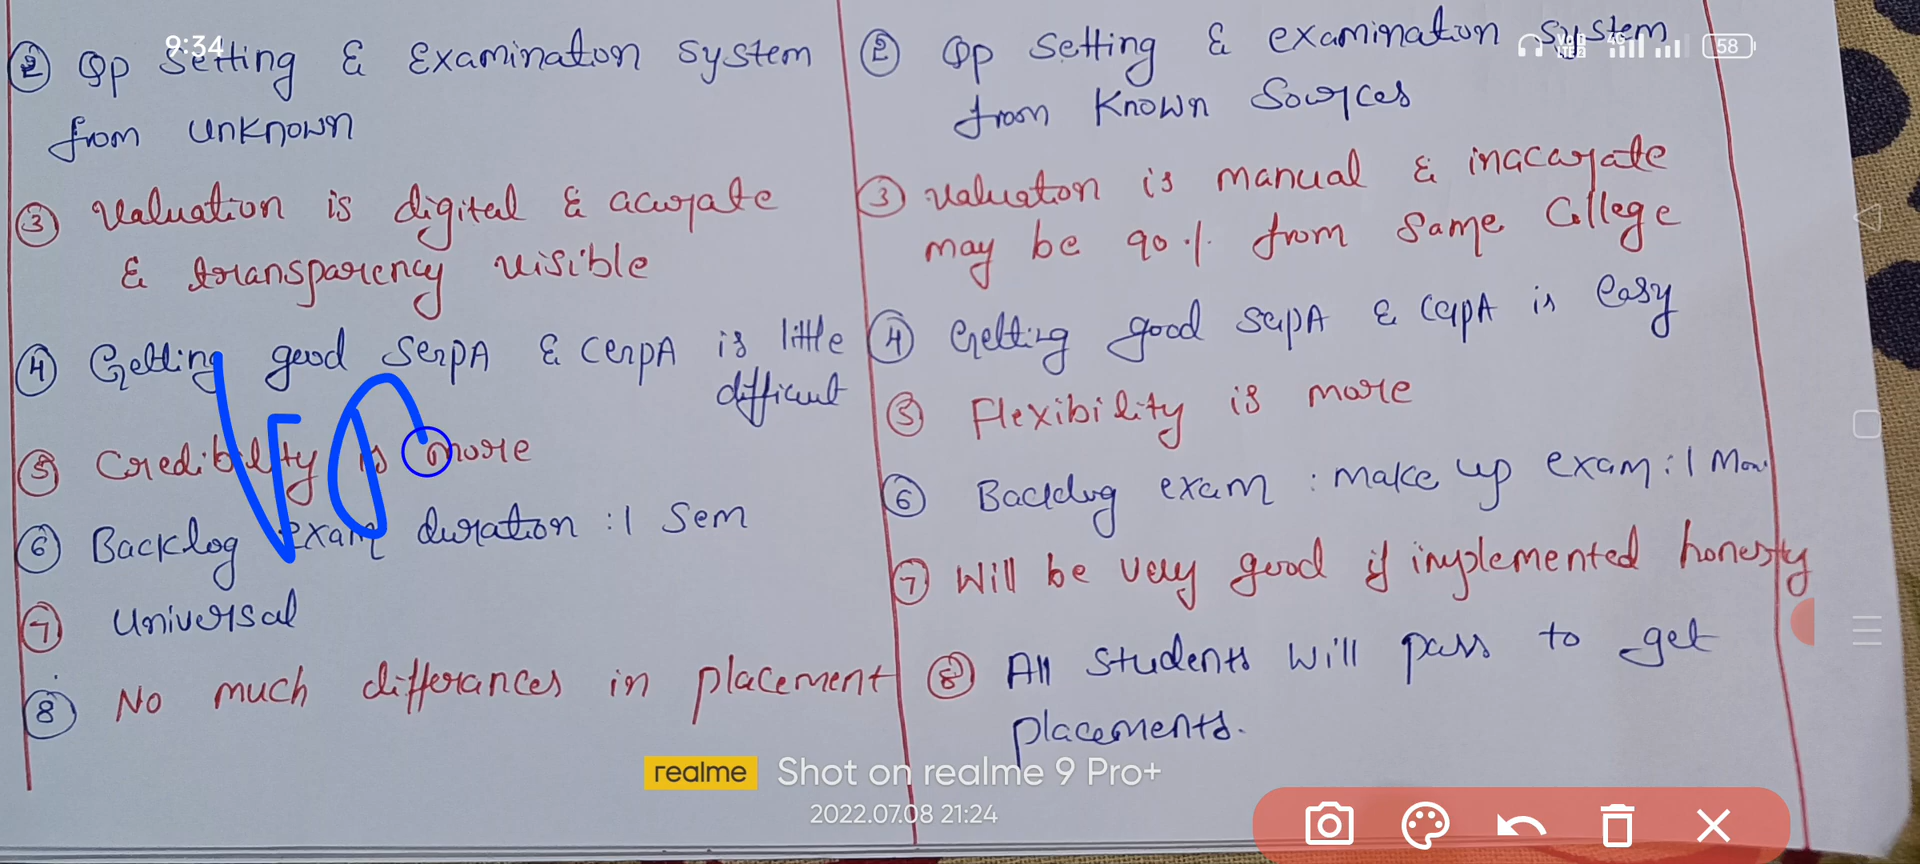 9:34
58
② Qp Setting & Examination system
from unknown
③ Valuation is digital & acurate
& transparency visible
④ Getting good SGPA & CGPA is little
difficult
⑤ Credibility is more
⑥ Backlog exam duration : 1 Sem
⑦ Universal
⑧ No much differances in placement
② Qp Setting & examination system
from Known Sources
③ Valuation is manual & inacarate
may be 90% from Same College
④ Getting good SGPA & CGPA is easy
⑤ Flexibility is more
⑥ Backlog exam : make up exam : 1 Mon
⑦ Will be very good if implemented honesty
⑧ All Students will pass to get
placements.
realme Shot on realme 9 Pro+
2022.07.08 21:24